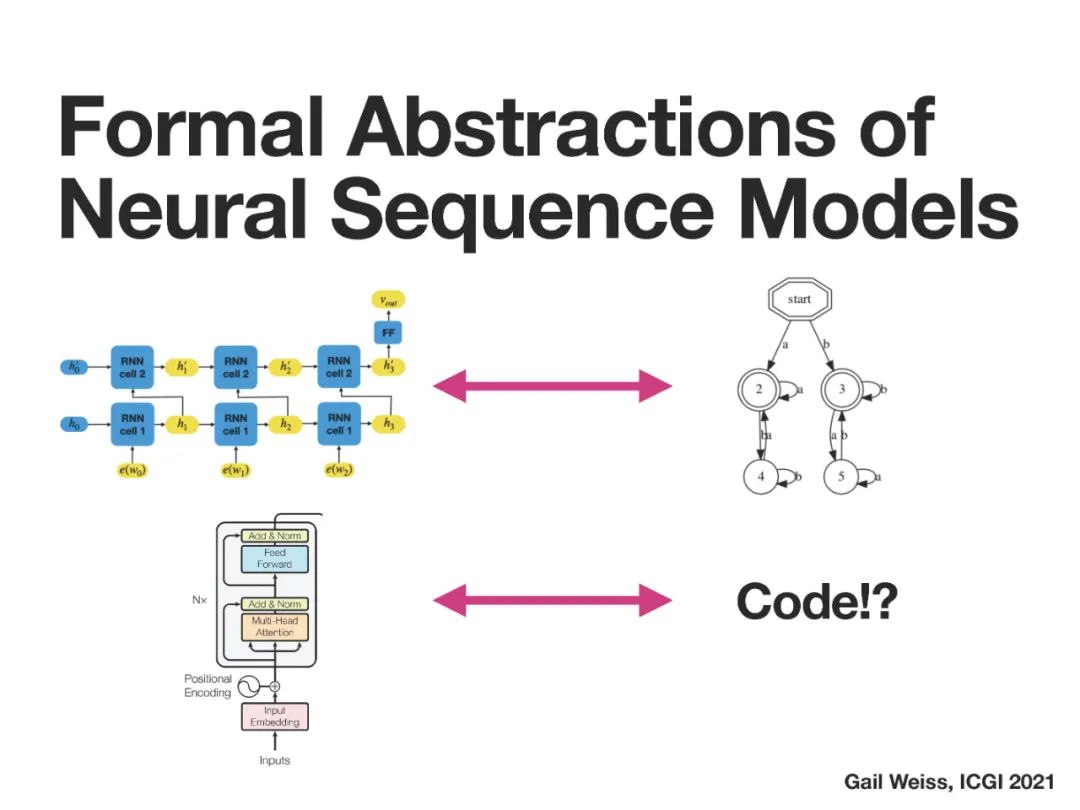 Formal Abstractions of
Neural Sequence Models
v_out
FF
h'_0
RNN
cell 2
h'_1
RNN
cell 2
h'_2
RNN
cell 2
h'_3
h_0
RNN
cell 1
h_1
RNN
cell 1
h_2
RNN
cell 1
h_3
e(w_0)
e(w_1)
e(w_2)
start
a
b
2
a
3
b
a
b
4
b
5
a
Add & Norm
Feed
Forward
N×
Add & Norm
Multi-Head
Attention
Positional
Encoding
Input
Embedding
Inputs
Code!?
Gail Weiss, ICGI 2021